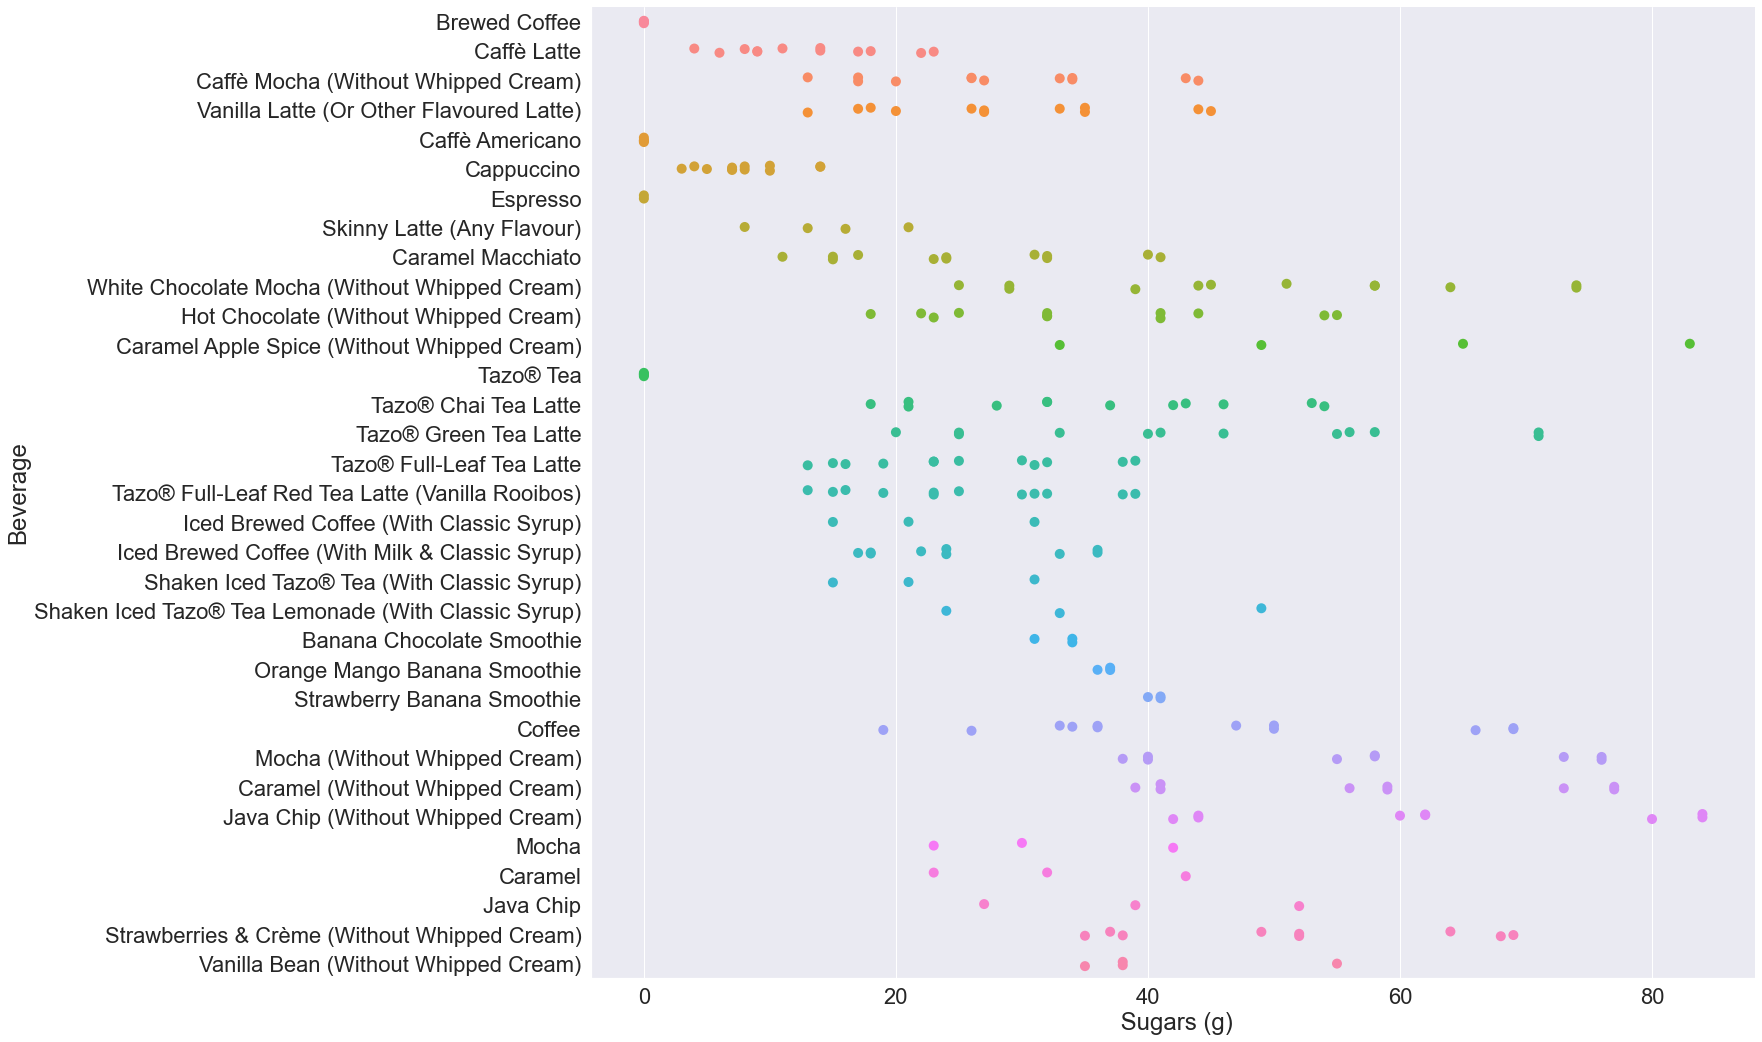 Brewed Coffee
Caffè Latte
Caffè Mocha (Without Whipped Cream)
Vanilla Latte (Or Other Flavoured Latte)
Caffè Americano
Cappuccino
Espresso
Skinny Latte (Any Flavour)
Caramel Macchiato
White Chocolate Mocha (Without Whipped Cream)
Hot Chocolate (Without Whipped Cream)
Caramel Apple Spice (Without Whipped Cream)
Tazo® Tea
Tazo® Chai Tea Latte
Tazo® Green Tea Latte
Tazo® Full-Leaf Tea Latte
Tazo® Full-Leaf Red Tea Latte (Vanilla Rooibos)
Iced Brewed Coffee (With Classic Syrup)
Iced Brewed Coffee (With Milk & Classic Syrup)
Shaken Iced Tazo® Tea (With Classic Syrup)
Shaken Iced Tazo® Tea Lemonade (With Classic Syrup)
Banana Chocolate Smoothie
Orange Mango Banana Smoothie
Strawberry Banana Smoothie
Coffee
Mocha (Without Whipped Cream)
Caramel (Without Whipped Cream)
Java Chip (Without Whipped Cream)
Mocha
Caramel
Java Chip
Strawberries & Crème (Without Whipped Cream)
Vanilla Bean (Without Whipped Cream)
Beverage
0 20 40 60 80
Sugars (g)